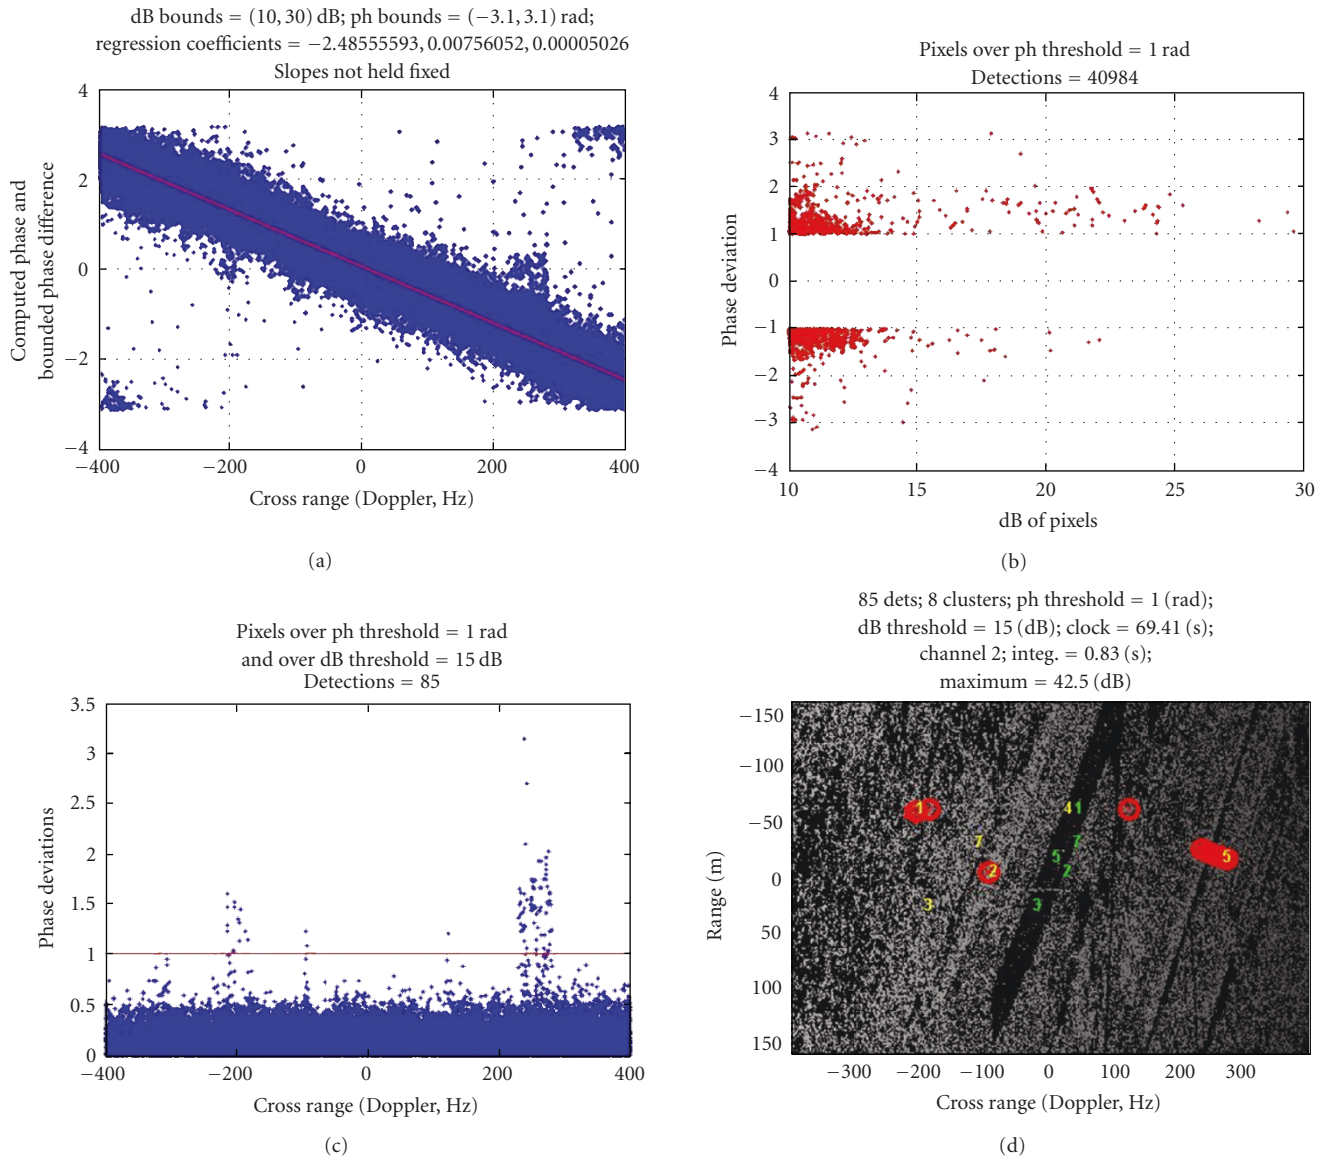 dB bounds = (10, 30) dB; ph bounds = (−3.1, 3.1) rad;
regression coefficients = −2.48555593, 0.00756052, 0.00005026
Slopes not held fixed
4
2
0
−2
−4
−400
−200
0
200
400
Computed phase and
bounded phase difference
Cross range (Doppler, Hz)
(a)
Pixels over ph threshold = 1 rad
Detections = 40984
4
3
2
1
0
−1
−2
−3
−4
10
15
20
25
30
Phase deviation
dB of pixels
(b)
Pixels over ph threshold = 1 rad
and over dB threshold = 15 dB
Detections = 85
3.5
3
2.5
2
1.5
1
0.5
0
−400
−200
0
200
400
Phase deviations
Cross range (Doppler, Hz)
(c)
85 dets; 8 clusters; ph threshold = 1 (rad);
dB threshold = 15 (dB); clock = 69.41 (s);
channel 2; integ. = 0.83 (s);
maximum = 42.5 (dB)
−150
−100
−50
0
50
100
150
−300
−200
−100
0
100
200
300
Range (m)
Cross range (Doppler, Hz)
1
4
1
7
7
5
5
2
2
3
3
(d)